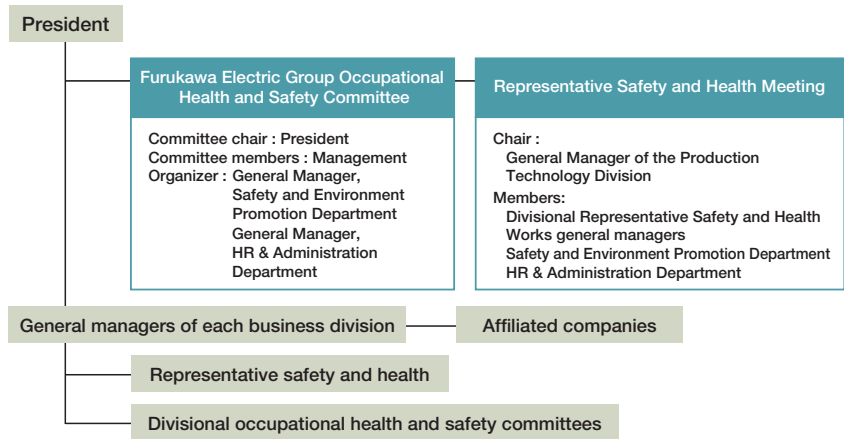 President
Furukawa Electric Group Occupational
Health and Safety Committee
Committee chair : President
Committee members : Management
Organizer : General Manager,
Safety and Environment
Promotion Department
General Manager,
HR & Administration
Department
Representative Safety and Health Meeting
Chair :
General Manager of the Production
Technology Division
Members:
Divisional Representative Safety and Health
Works general managers
Safety and Environment Promotion Department
HR & Administration Department
General managers of each business division
Affiliated companies
Representative safety and health
Divisional occupational health and safety committees